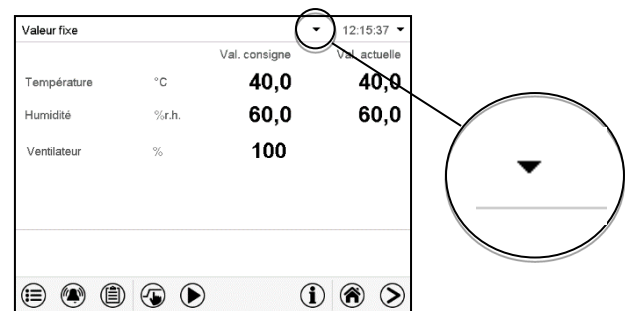 Valeur fixe 12:15:37
Val. consigne Val. actuelle
Température °C 40,0 40,0
Humidité %r.h. 60,0 60,0
Ventilateur % 100